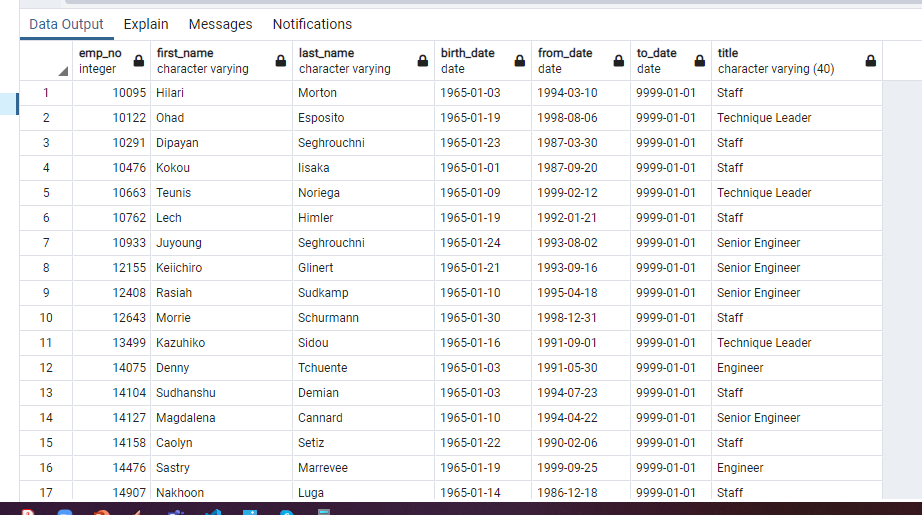 Data Output Explain Messages Notifications
emp_no first_name last_name birth_date from_date to_date title
integer character varying character varying date date date character varying (40)
1 10095 Hilari Morton 1965-01-03 1994-03-10 9999-01-01 Staff
2 10122 Ohad Esposito 1965-01-19 1998-08-06 9999-01-01 Technique Leader
3 10291 Dipayan Seghrouchni 1965-01-23 1987-03-30 9999-01-01 Staff
4 10476 Kokou Iisaka 1965-01-01 1987-09-20 9999-01-01 Staff
5 10663 Teunis Noriega 1965-01-09 1999-02-12 9999-01-01 Technique Leader
6 10762 Lech Himler 1965-01-19 1992-01-21 9999-01-01 Staff
7 10933 Juyoung Seghrouchni 1965-01-24 1993-08-02 9999-01-01 Senior Engineer
8 12155 Keiichiro Glinert 1965-01-21 1993-09-16 9999-01-01 Senior Engineer
9 12408 Rasiah Sudkamp 1965-01-10 1995-04-18 9999-01-01 Senior Engineer
10 12643 Morrie Schurmann 1965-01-30 1998-12-31 9999-01-01 Staff
11 13499 Kazuhiko Sidou 1965-01-16 1991-09-01 9999-01-01 Technique Leader
12 14075 Denny Tchuente 1965-01-03 1991-05-30 9999-01-01 Engineer
13 14104 Sudhanshu Demian 1965-01-03 1994-07-23 9999-01-01 Staff
14 14127 Magdalena Cannard 1965-01-10 1994-04-22 9999-01-01 Senior Engineer
15 14158 Caolyn Setiz 1965-01-22 1990-02-06 9999-01-01 Staff
16 14476 Sastry Marrevee 1965-01-19 1999-09-25 9999-01-01 Engineer
17 14907 Nakhoon Luga 1965-01-14 1986-12-18 9999-01-01 Staff